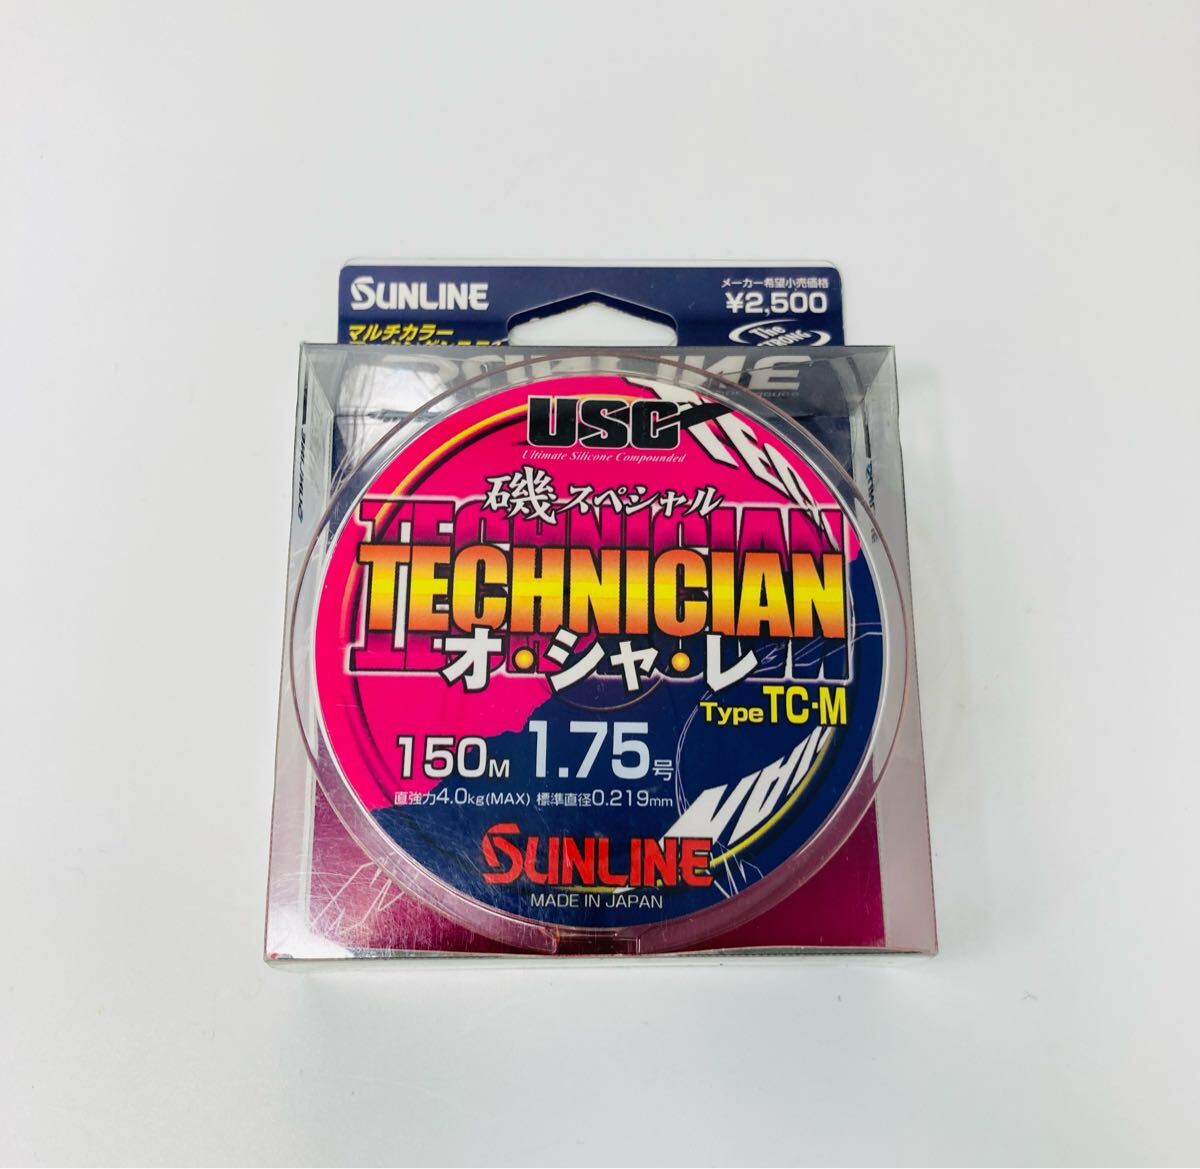 SUNLINE
メーカー希望小売価格
¥2,500
マルチカラー
The STRONG
USC
Ultimate Silicone Compounded
磯スペシャル
TECHNICIAN
オ・シャ・レ
Type TC-M
150M 1.75号
直強力4.0kg(MAX) 標準直径0.219mm
SUNLINE
MADE IN JAPAN